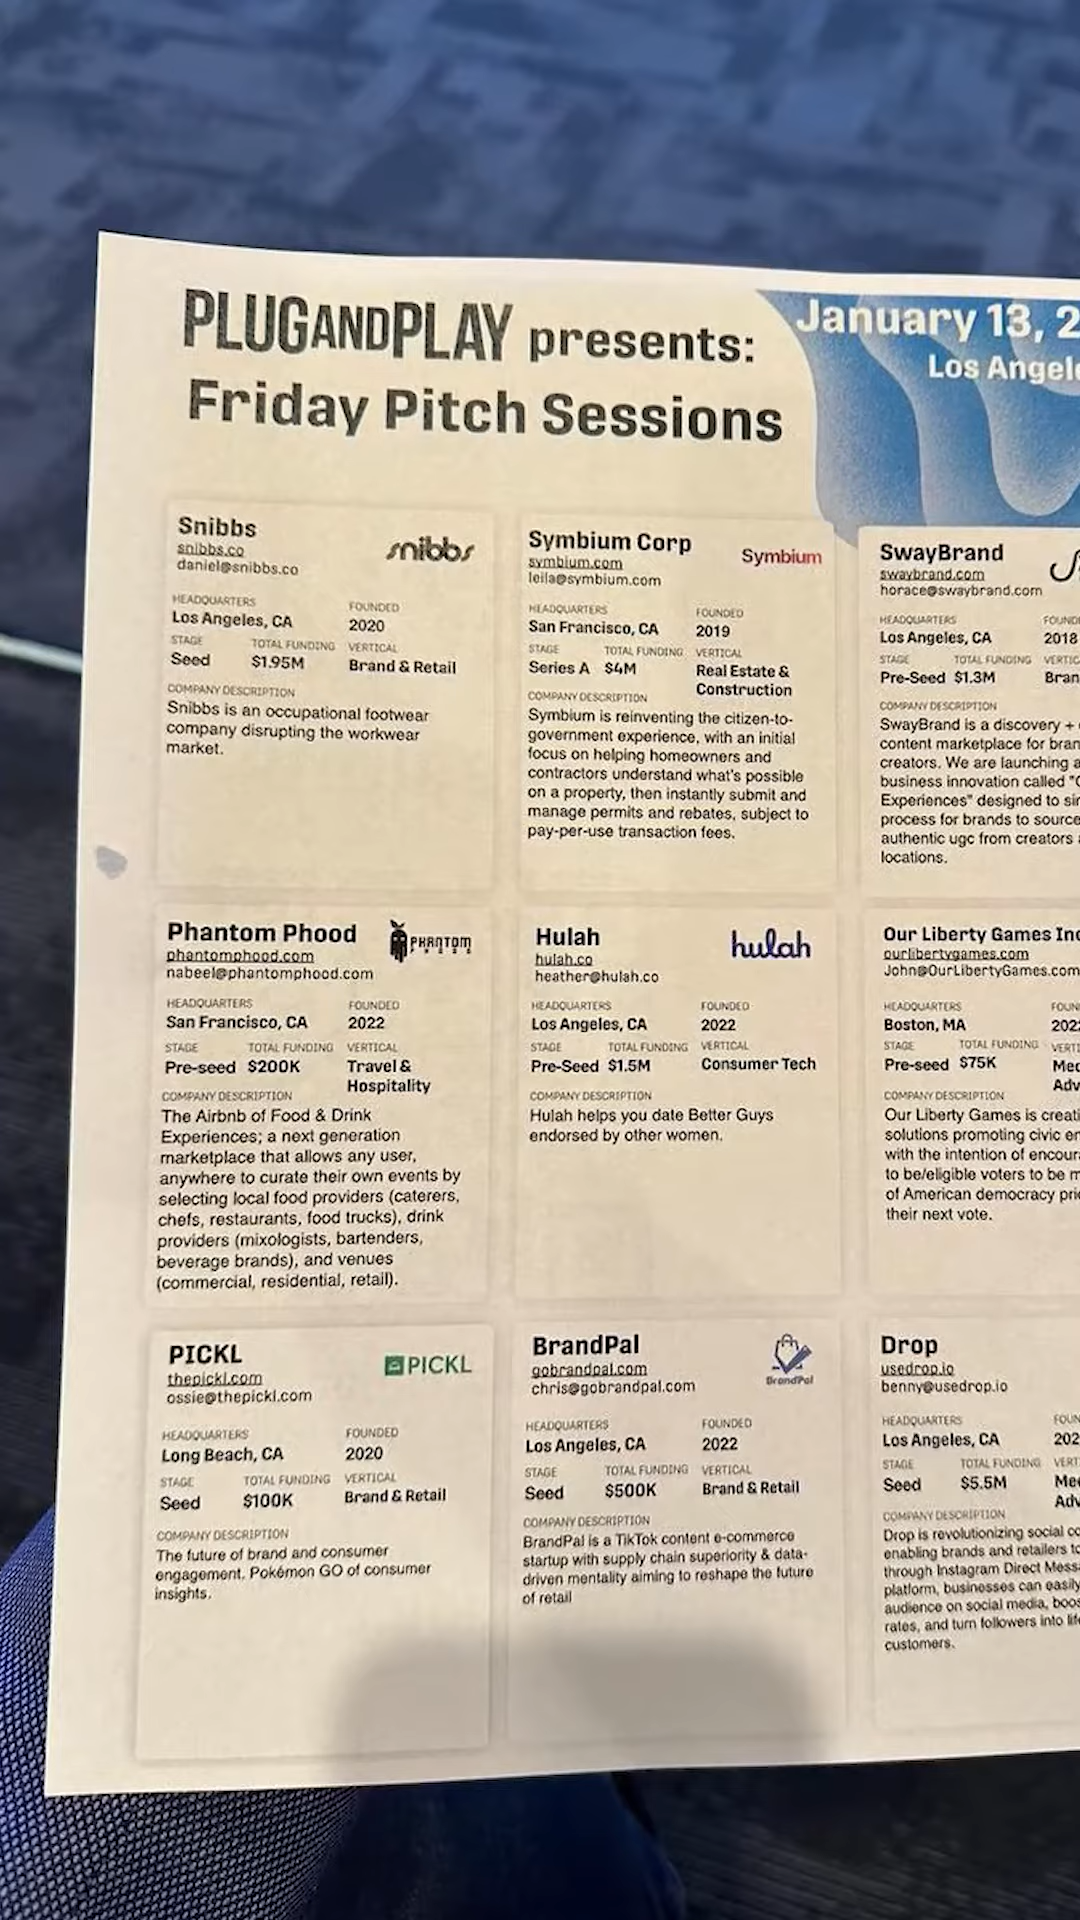 PLUGANDPLAY presents:
Friday Pitch Sessions
January 13,
Los
Snibbs
snibbs.co
daniel@snibbs.co
snibbs
HEADQUARTERS
FOUNDED
Los Angeles, CA
2020
STAGE
TOTAL FUNDING
VERTICAL
Seed
$1.95M
Brand & Retail
COMPANY DESCRIPTION
Snibbs is an occupational footwear
company disrupting the workwear
market.
Symbium Corp
symbium.com
leila@symbium.com
Symbium
HEADQUARTERS
FOUNDED
San Francisco, CA
2019
STAGE
TOTAL FUNDING
VERTICAL
Series A
$4M
Real Estate &
Construction
COMPANY DESCRIPTION
Symbium is reinventing the citizen-to-
government experience, with an initial
focus on helping homeowners and
contractors understand what's possible
on a property, then instantly submit and
manage permits and rebates, subject to
pay-per-use transaction fees.
SwayBrand
swaybrand.com
horace@swaybrand.com
HEADQUARTERS
Los Angeles, CA
2018
STAGE
TOTAL FUNDING
Pre-Seed
$1.3M
COMPANY DESCRIPTION
SwayBrand is a discovery +
content marketplace for
creators. We are launching a
business innovation called
Experiences" designed to
process for brands to source
authentic ugc from creators
locations.
Phantom Phood
phantomphood.com
nabeel@phantomphood.com
PHANTOM
PHOOD
HEADQUARTERS
FOUNDED
San Francisco, CA
2022
STAGE
TOTAL FUNDING
VERTICAL
Pre-seed
$200K
Travel &
Hospitality
COMPANY DESCRIPTION
The Airbnb of Food & Drink
Experiences; a next generation
marketplace that allows any user,
anywhere to curate their own events by
selecting local food providers (caterers,
chefs, restaurants, food trucks), drink
providers (mixologists, bartenders,
beverage brands), and venues
(commercial, residential, retail).
Hulah
hulah.co
heather@hulah.co
hulah
HEADQUARTERS
FOUNDED
Los Angeles, CA
2022
STAGE
TOTAL FUNDING
VERTICAL
Pre-Seed
$1.5M
Consumer Tech
COMPANY DESCRIPTION
Hulah helps you date Better Guys
endorsed by other women.
Our Liberty Games Inc
ourlibertygames.com
John@OurLibertyGames.com
HEADQUARTERS
Boston, MA
STAGE
TOTAL FUNDING
Pre-seed
$75K
COMPANY DESCRIPTION
Our Liberty Games is
solutions promoting civic
with the intention of
to be/eligible voters to be
of American democracy
their next vote.
PICKL
thepickl.com
ossie@thepickl.com
PICKL
HEADQUARTERS
FOUNDED
Long Beach, CA
2020
STAGE
TOTAL FUNDING
VERTICAL
Seed
$100K
Brand & Retail
COMPANY DESCRIPTION
The future of brand and consumer
engagement. Pokémon GO of consumer
insights.
BrandPal
gobrandpal.com
chris@gobrandpal.com
BrandPal
HEADQUARTERS
FOUNDED
Los Angeles, CA
2022
STAGE
TOTAL FUNDING
VERTICAL
Seed
$500K
Brand & Retail
COMPANY DESCRIPTION
BrandPal is a TikTok content e-commerce
startup with supply chain superiority & data-
driven mentality aiming to reshape the future
of retail
Drop
usedrop.io
benny@usedrop.io
HEADQUARTERS
Los Angeles, CA
STAGE
TOTAL FUNDING
Seed
$5.5M
COMPANY DESCRIPTION
Drop is revolutionizing social
enabling brands and retailers to
through Instagram Direct
platform, businesses can easily
audience on social media,
rates, and turn followers into
customers.